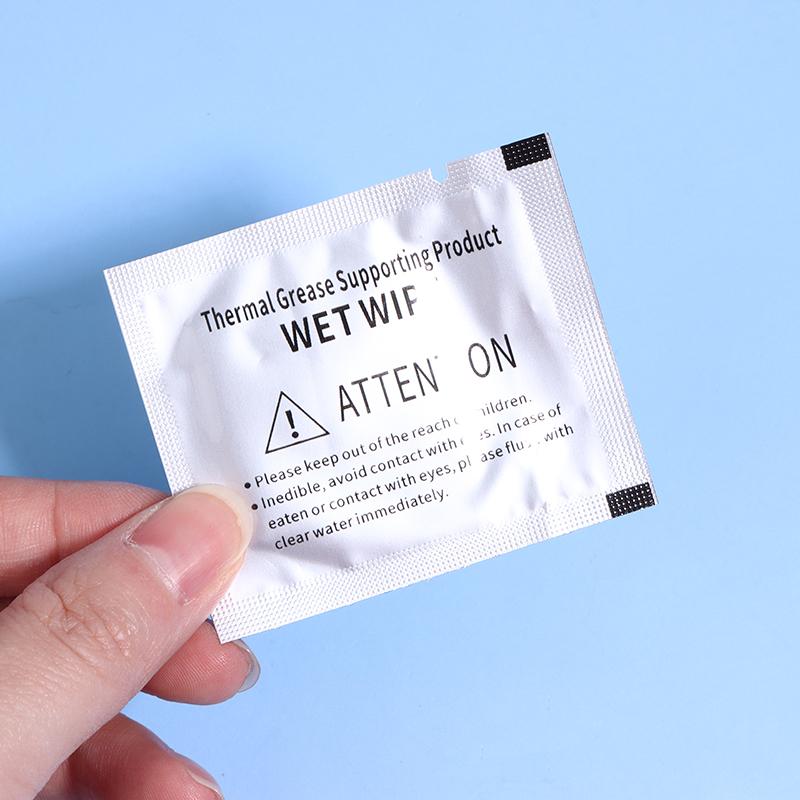 Thermal Grease Supporting Product
WET
ATTEN ON
• Please keep out of the reach children.
• Inedible, avoid contact with In case of
eaten or contact with eyes, with
clear water immediately.